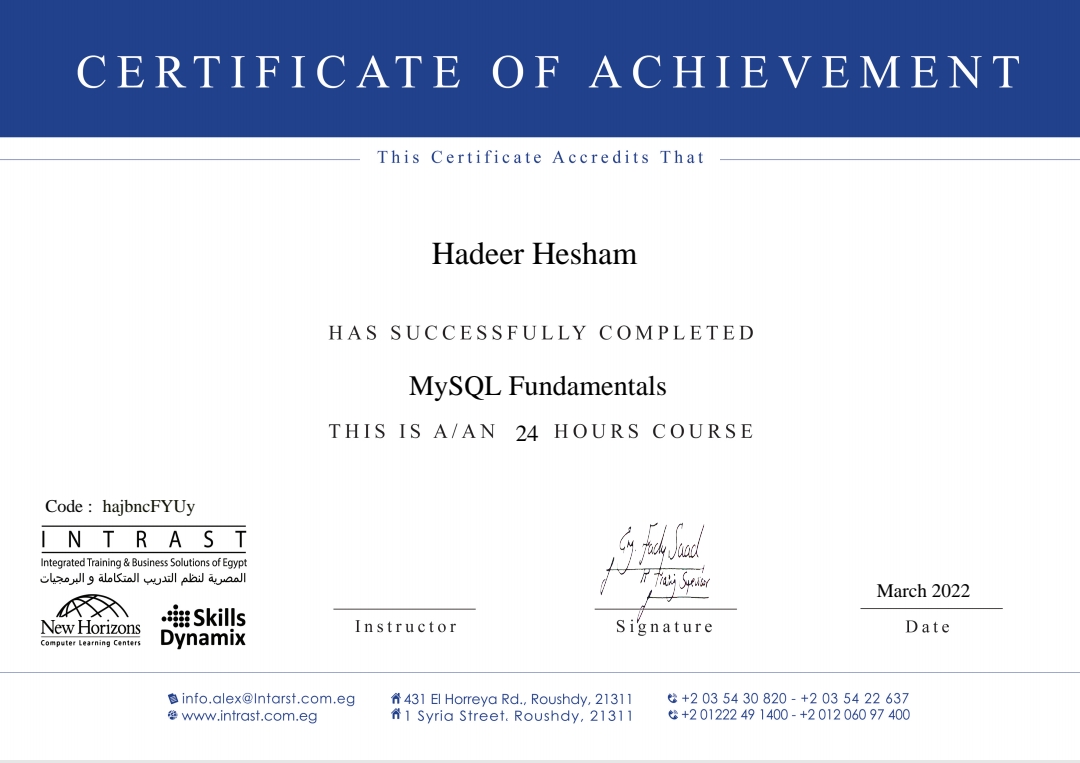 CERTIFICATE OF ACHIEVEMENT
This Certificate Accredits That
Hadeer Hesham
HAS SUCCESSFULLY COMPLETED
MySQL Fundamentals
THIS IS A/AN 24 HOURS COURSE
Code : hajbncFYUy
INTRAST
Integrated Training & Business Solutions of Egypt
المصرية لنظم التدريب المتكاملة و البرمجيات
New Horizons
Computer Learning Centers
Skills
Dynamix
Instructor
Eng. Fady Saad
Signature
March 2022
Date
info.alex@Intarst.com.eg
www.intrast.com.eg
431 El Horreya Rd., Roushdy, 21311
1 Syria Street. Roushdy, 21311
+2 03 54 30 820 - +2 03 54 22 637
+2 01222 49 1400 - +2 012 060 97 400